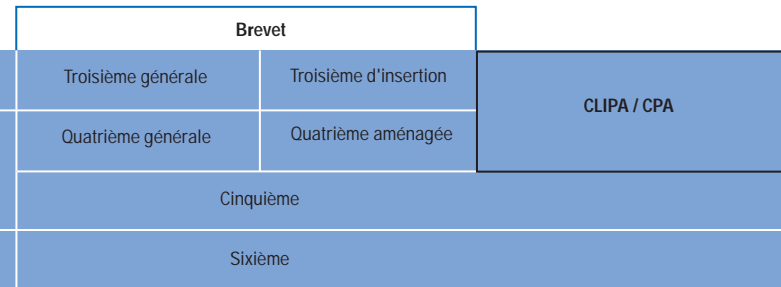 Brevet
Troisième générale
Troisième d'insertion
CLIPA / CPA
Quatrième générale
Quatrième aménagée
Cinquième
Sixième